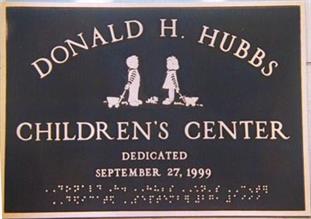 DONALD H. HUBBS
CHILDREN'S CENTER
DEDICATED
SEPTEMBER 27, 1999